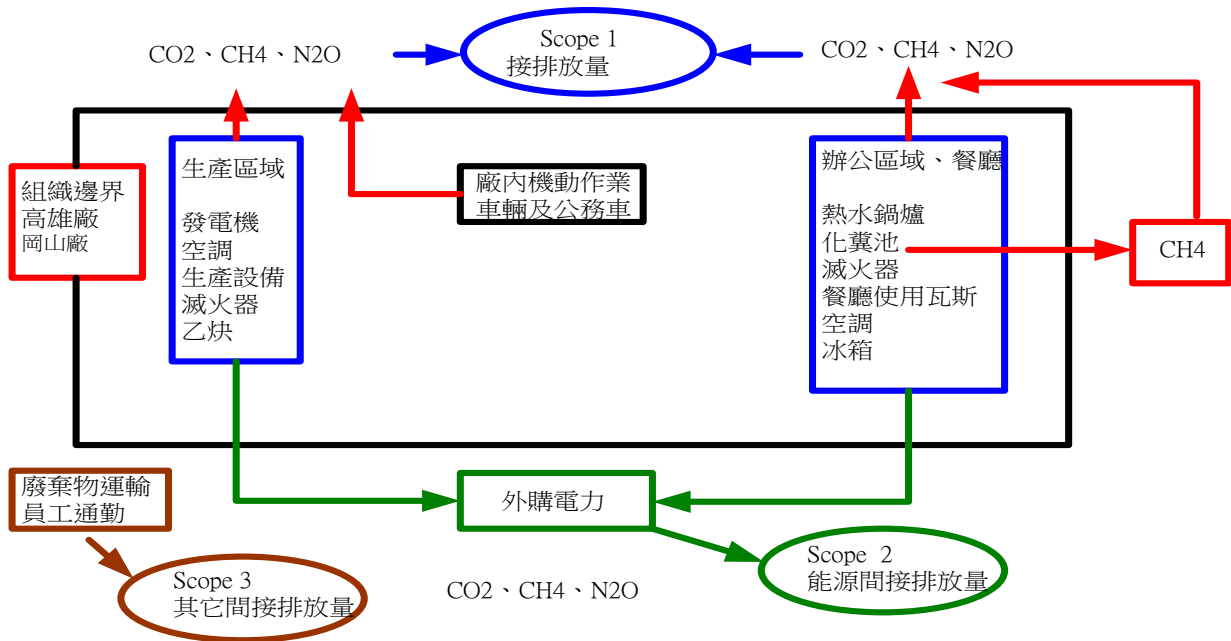 CO2、CH4、N2O
Scope 1
接排放量
CO2、CH4、N2O
組織邊界
高雄廠
岡山廠
生產區域
發電機
空調
生產設備
滅火器
乙炔
廠內機動作業
車輛及公務車
辦公區域、餐廳
熱水鍋爐
化糞池
滅火器
餐廳使用瓦斯
空調
冰箱
CH4
廢棄物運輸
員工通勤
外購電力
Scope 3
其它間接排放量
CO2、CH4、N2O
Scope 2
能源間接排放量